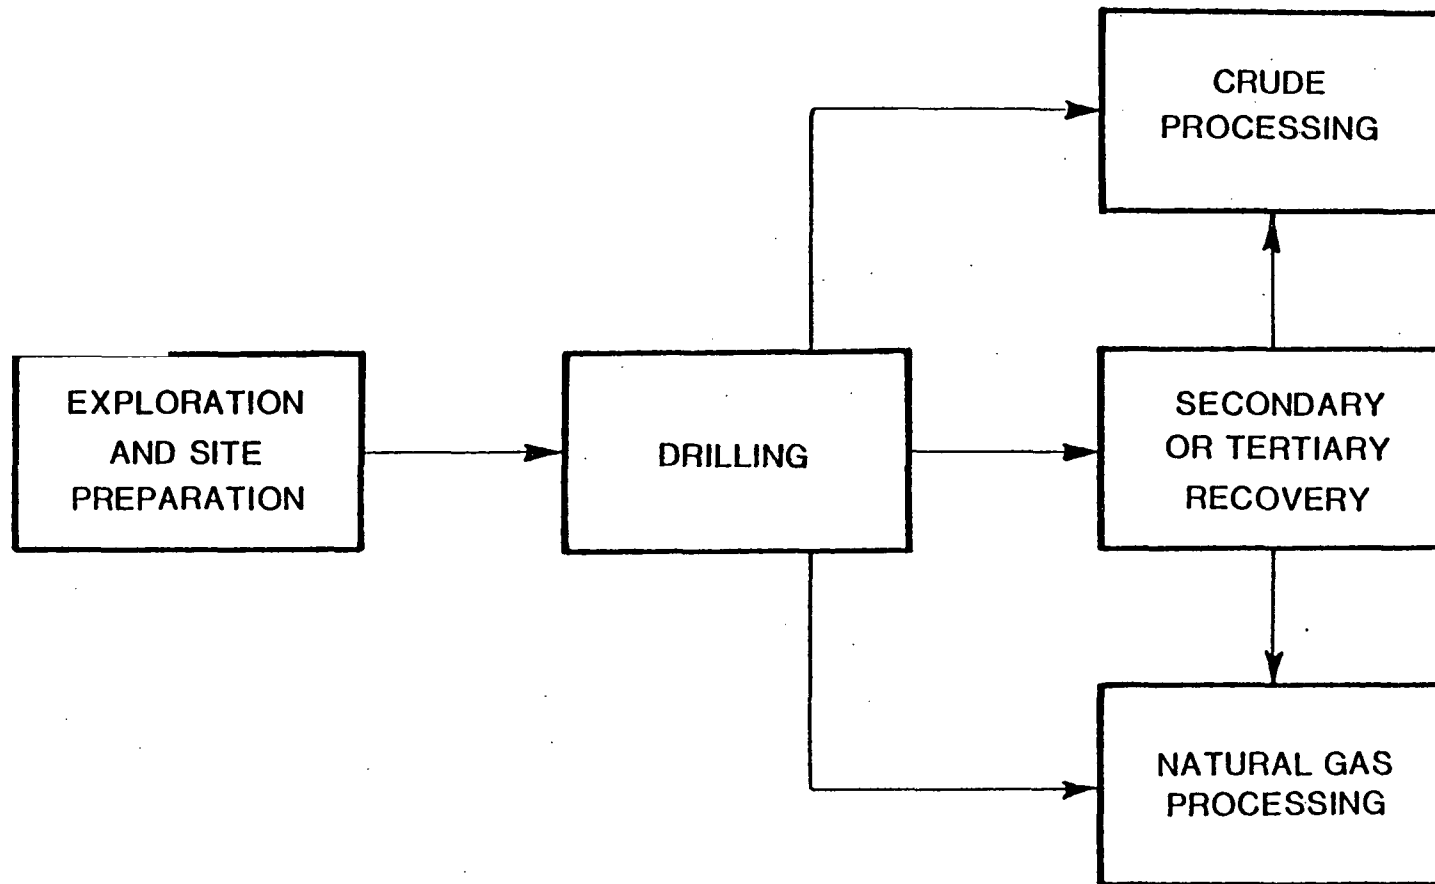 CRUDE
PROCESSING
EXPLORATION
AND SITE
PREPARATION
DRILLING
SECONDARY
OR TERTIARY
RECOVERY
NATURAL GAS
PROCESSING